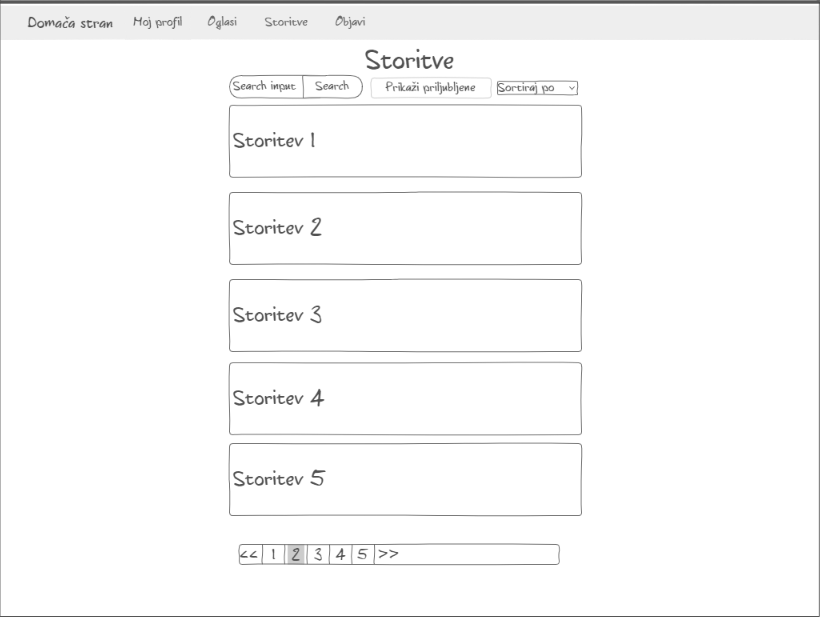 Domača stran Moj profil Oglasi Storitve Objavi
Storitve
Search input Search Prikaži priljubljene Sortiraj po
Storitev 1
Storitev 2
Storitev 3
Storitev 4
Storitev 5
<< 1 2 3 4 5 >>